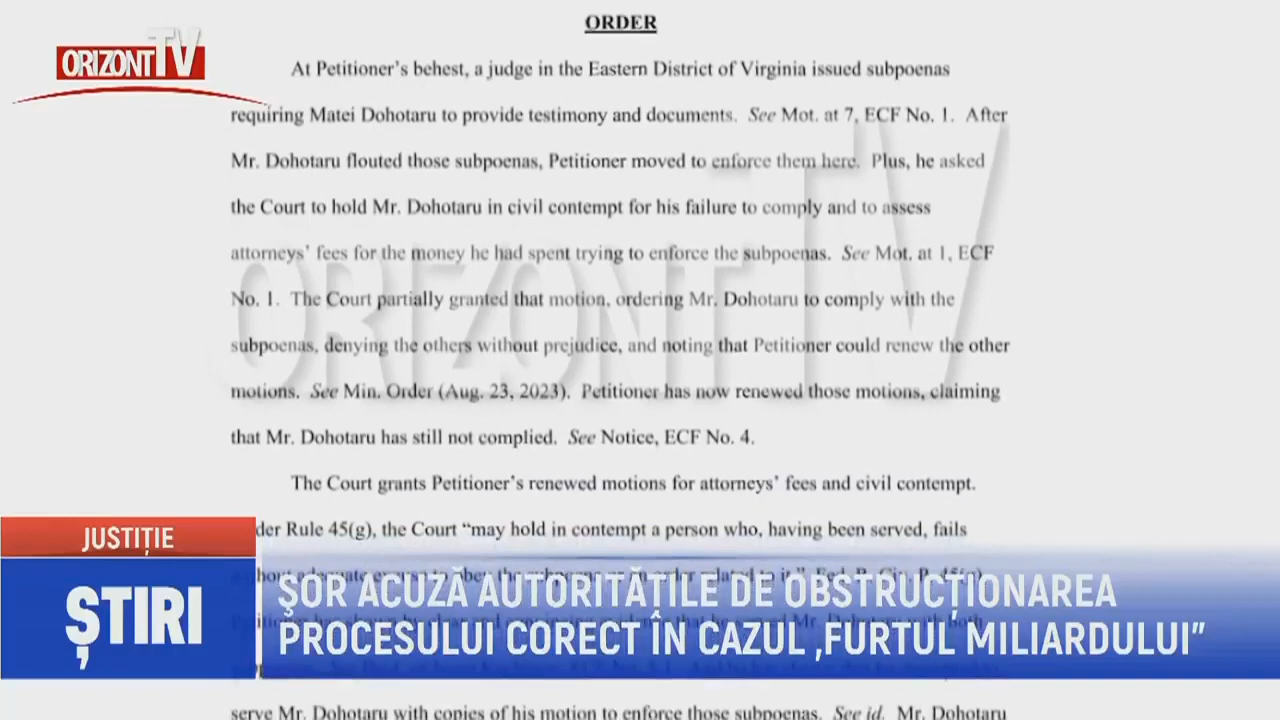 ORDER
ORIZONT TV
At Petitioner's behest, a judge in the Eastern District of Virginia issued subpoenas
requiring Matei Dohotaru to provide testimony and documents. See Mot. at 7, ECF No. 1. After
Mr. Dohotaru flouted those subpoenas, Petitioner moved to enforce them here. Plus, he asked
the Court to hold Mr. Dohotaru in civil contempt for his failure to comply and to assess
attorneys' fees for the money he had spent trying to enforce the subpoenas. See Mot. at 1, ECF
No. 1. The Court partially granted that motion, ordering Mr. Dohotaru to comply with the
subpoenas, denying the others without prejudice, and noting that Petitioner could renew the other
motions. See Min. Order (Aug. 23, 2023). Petitioner has now renewed those motions, claiming
that Mr. Dohotaru has still not complied. See Notice, ECF No. 4.
ORIZONT TV
The Court grants Petitioner's renewed motions for attorneys' fees and civil contempt.
der Rule 45(g), the Court “may hold in contempt a person who, having been served, fails
JUSTIȚIE
ȘTIRI
ŞOR ACUZĂ AUTORITĂŢILE DE OBSTRUCŢIONAREA
PROCESULUI CORECT ÎN CAZUL ‚FURTUL MILIARDULUI”
serve Mr. Dohotaru with copies of his motion to enforce those subpoenas. See id. Mr. Dohotaru